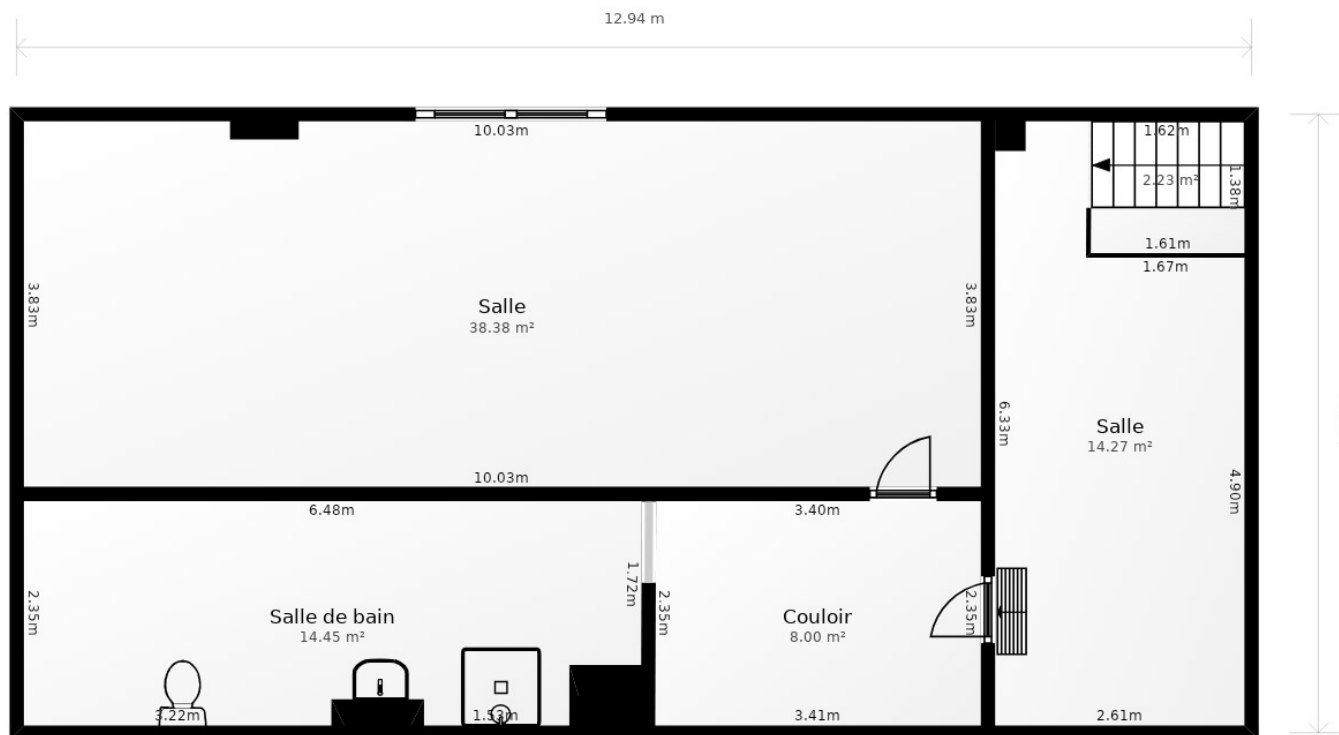 12.94 m
10.03m
1.62m
2.23 m²
1.38m
1.61m
1.67m
3.83m
Salle
38.38 m²
3.83m
6.33m
Salle
14.27 m²
4.90m
10.03m
6.48m
3.40m
1.72m
2.35m
Salle de bain
14.45 m²
2.35m
Couloir
8.00 m²
2.35m
3.22m
1.53m
3.41m
2.61m